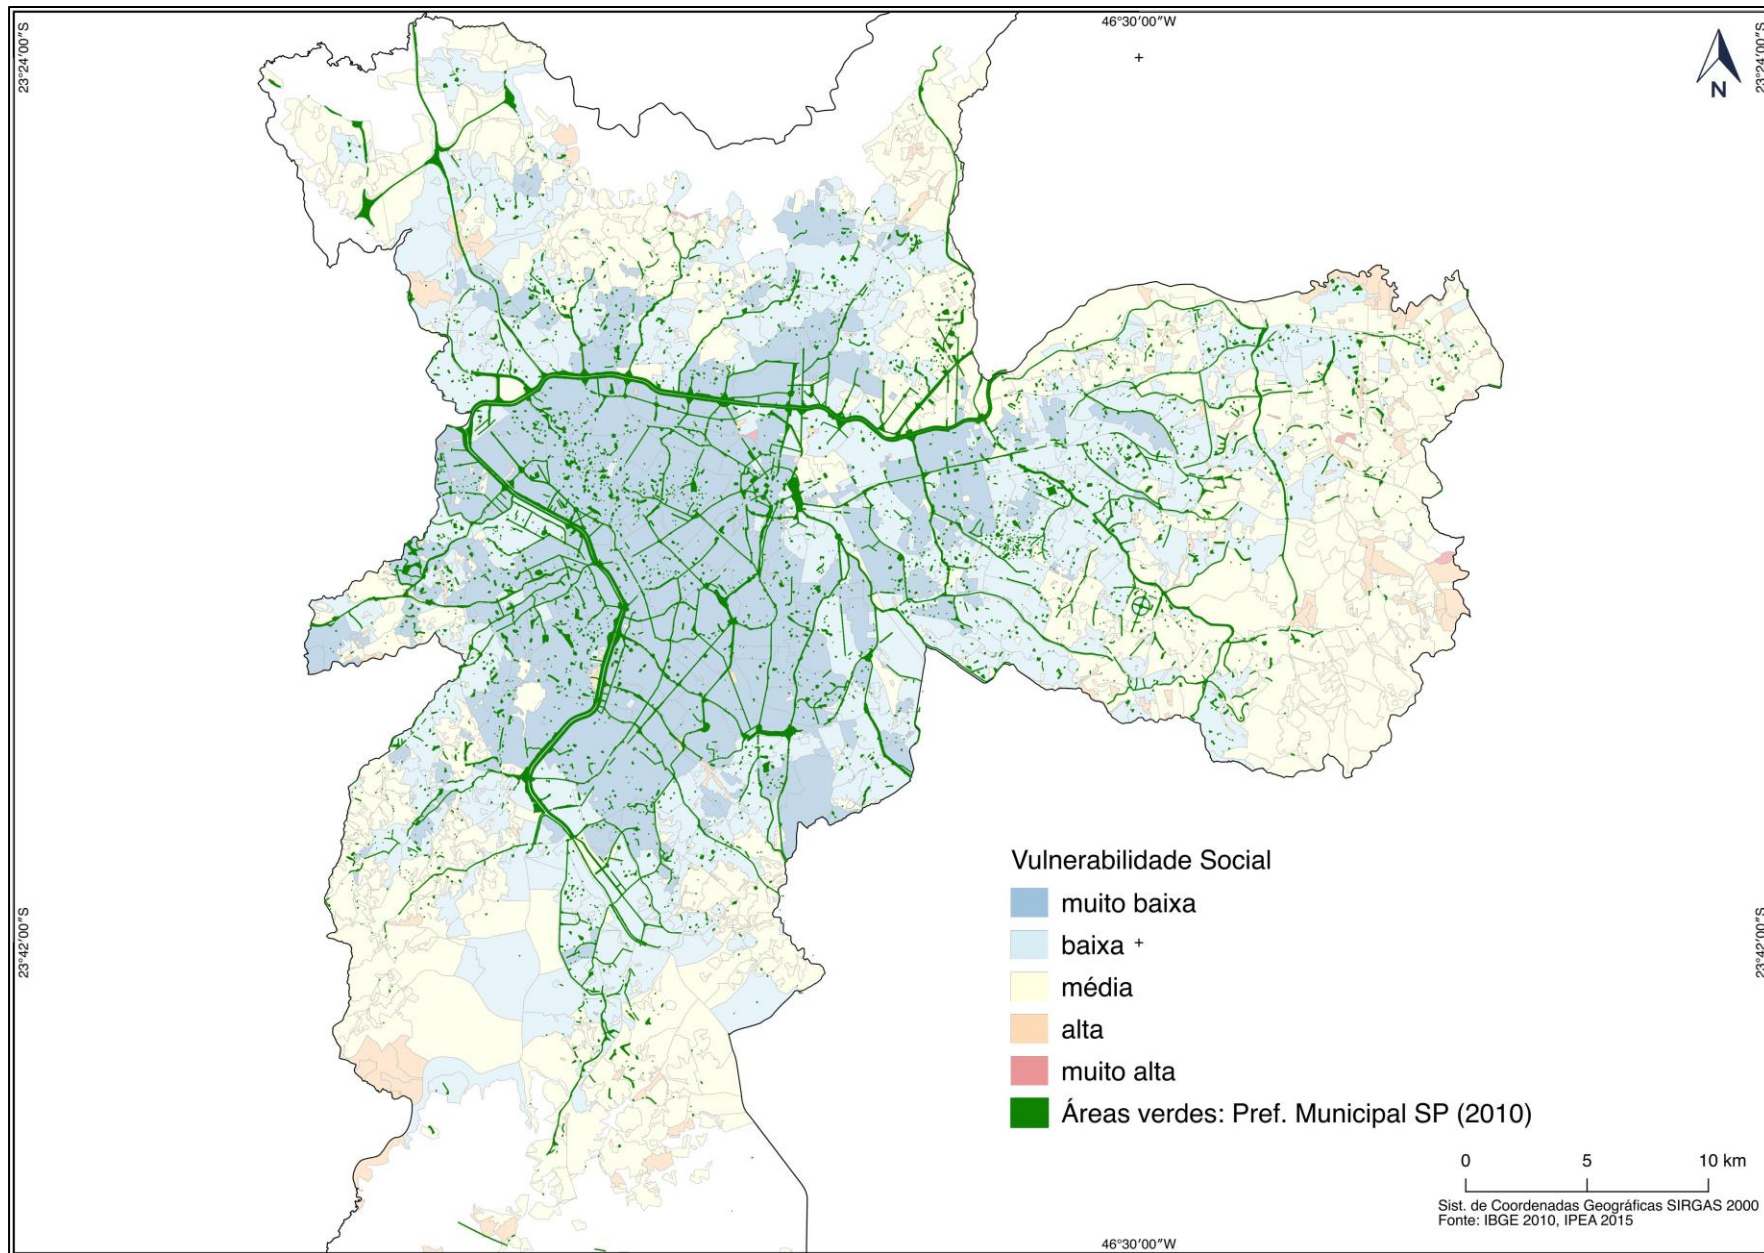 46°30'00"W
23°24'00"S
23°24'00"S
N
Vulnerabilidade Social
muito baixa
baixa
média
alta
muito alta
Áreas verdes: Pref. Municipal SP (2010)
23°42'00"S
23°42'00"S
0 5 10 km
Sist. de Coordenadas Geográficas SIRGAS 2000
Fonte: IBGE 2010, IPEA 2015
46°30'00"W